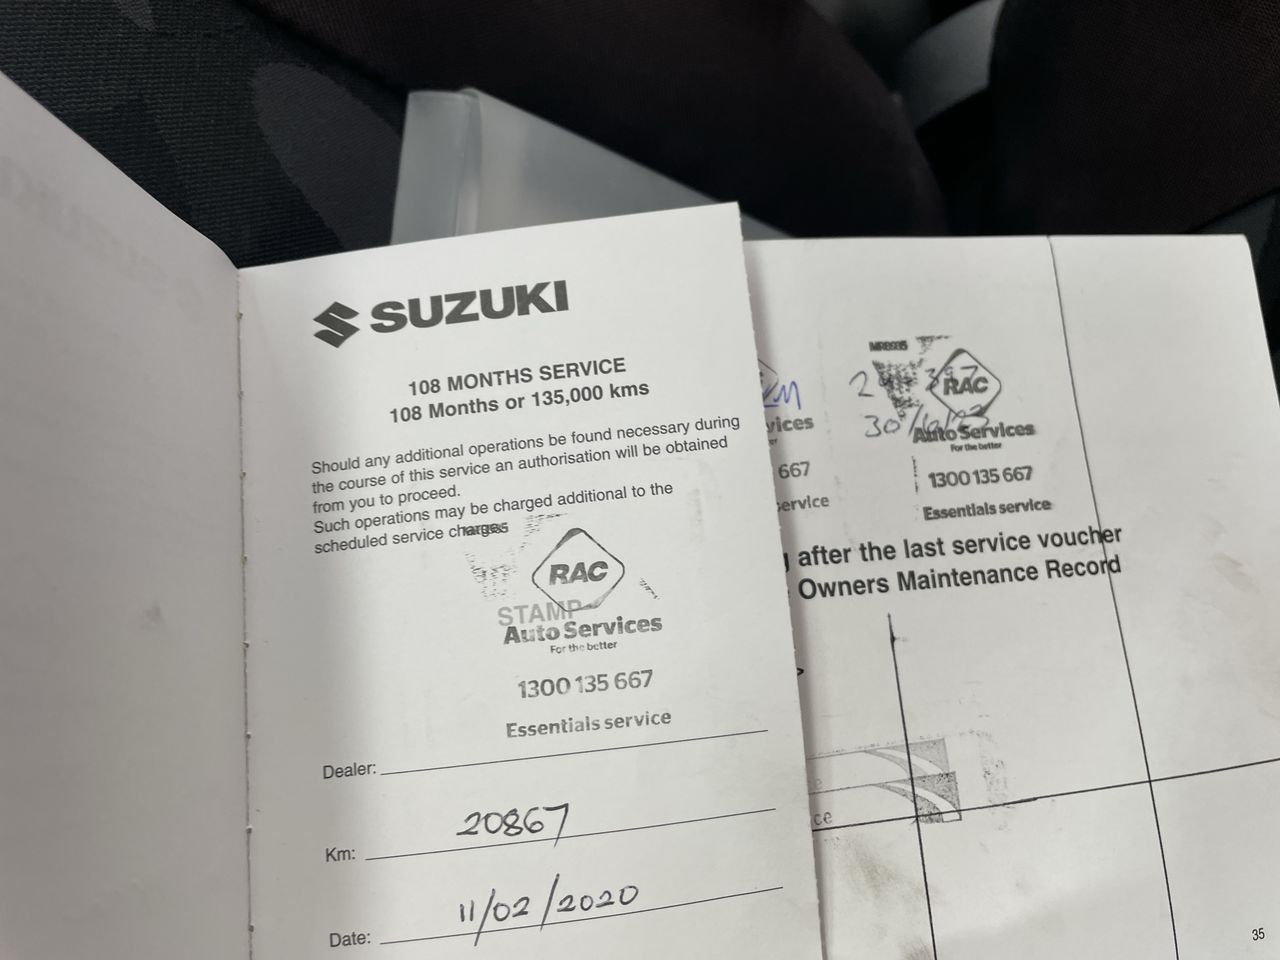 SUZUKI
108 MONTHS SERVICE
108 Months or 135,000 kms
Should any additional operations be found necessary during
the course of this service an authorisation will be obtained
from you to proceed.
Such operations may be charged additional to the
scheduled service charges
RAC
STAMP
Auto Services
For the better
1300 135 667
Essentials service
Dealer:
Km: 20867
Date: 11/02/2020
KM
vices
667
ervice
RAC
Auto Services
For the better
1300 135 667
Essentials service
after the last service voucher
Owners Maintenance Record
ce
35